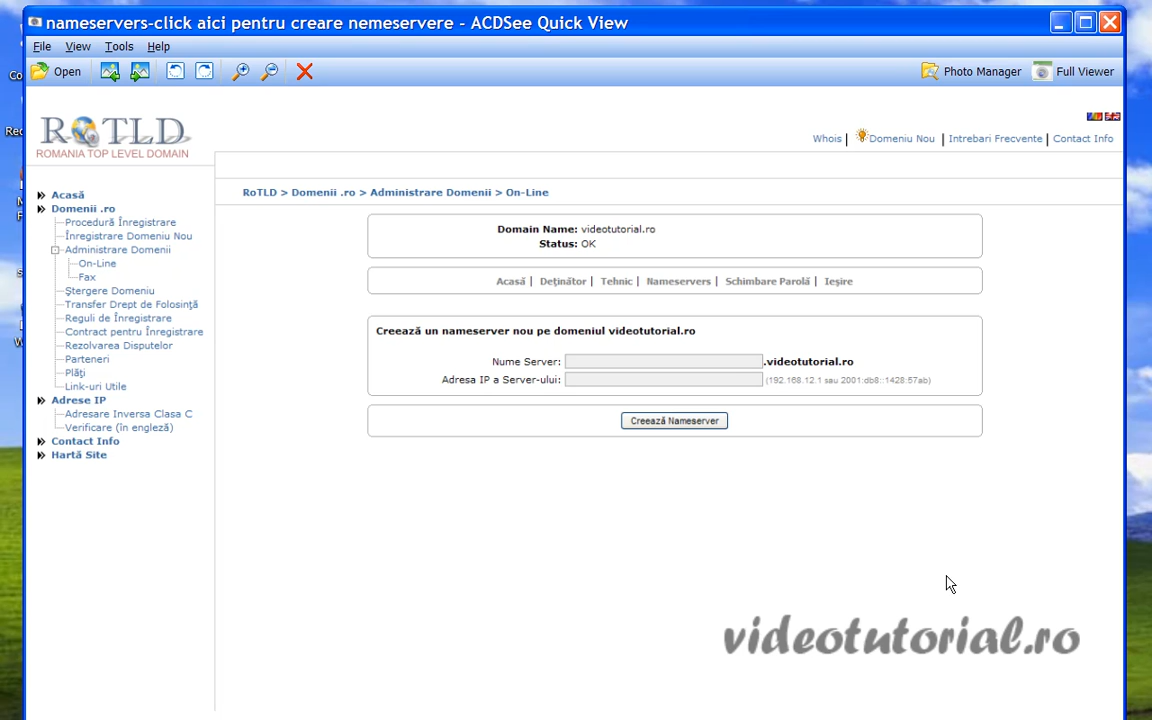 nameservers-click aici pentru creare nemeservere - ACDSee Quick View
File View Tools Help
Open Photo Manager Full Viewer
ROTLD
ROMANIA TOP LEVEL DOMAIN
Whois | Domeniu Nou | Intrebari Frecvente | Contact Info
RoTLD > Domenii .ro > Administrare Domenii > On-Line
Acasă
Domenii .ro
Procedură Înregistrare
Înregistrare Domeniu Nou
Administrare Domenii
On-Line
Fax
Ştergere Domeniu
Transfer Drept de Folosinţă
Reguli de Înregistrare
Contract pentru Înregistrare
Rezolvarea Disputelor
Parteneri
Plăţi
Link-uri Utile
Adrese IP
Adresare Inversa Clasa C
Verificare (în engleză)
Contact Info
Hartă Site
Domain Name: videotutorial.ro
Status: OK
Acasă | Deţinător | Tehnic | Nameservers | Schimbare Parolă | Ieşire
Creează un nameserver nou pe domeniul videotutorial.ro
Nume Server: .videotutorial.ro
Adresa IP a Server-ului: (192.168.12.1 sau 2001:db8::1428:57ab)
Creează Nameserver
videotutorial.ro